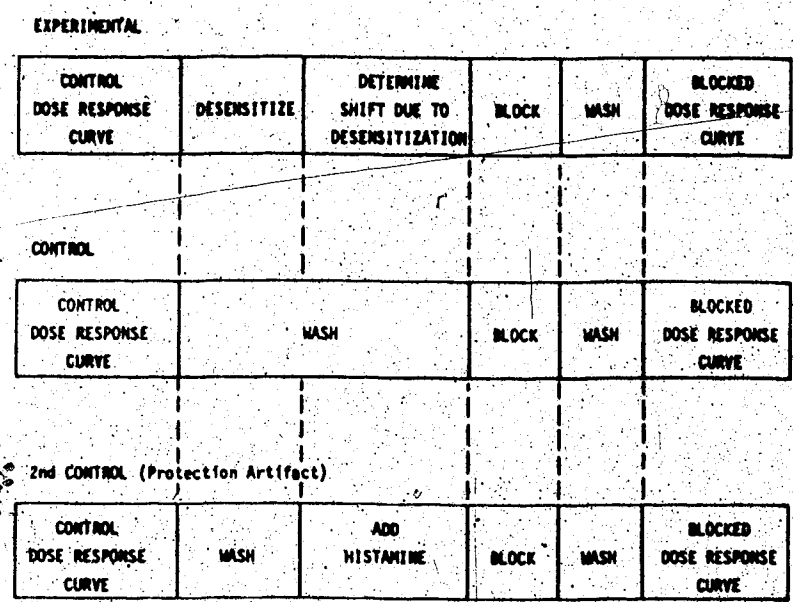 EXPERIMENTAL
CONTROL
DOSE RESPONSE
CURVE
DESENSITIZE
DETERMINE
SHIFT DUE TO
DESENSITIZATION
BLOCK
WASH
BLOCKED
DOSE RESPONSE
CURVE
CONTROL
CONTROL
DOSE RESPONSE
CURVE
WASH
BLOCK
WASH
BLOCKED
DOSE RESPONSE
CURVE
2nd CONTROL (Protection Artifact)
CONTROL
DOSE RESPONSE
CURVE
WASH
ADD
HISTAMINE
BLOCK
WASH
BLOCKED
DOSE RESPONSE
CURVE